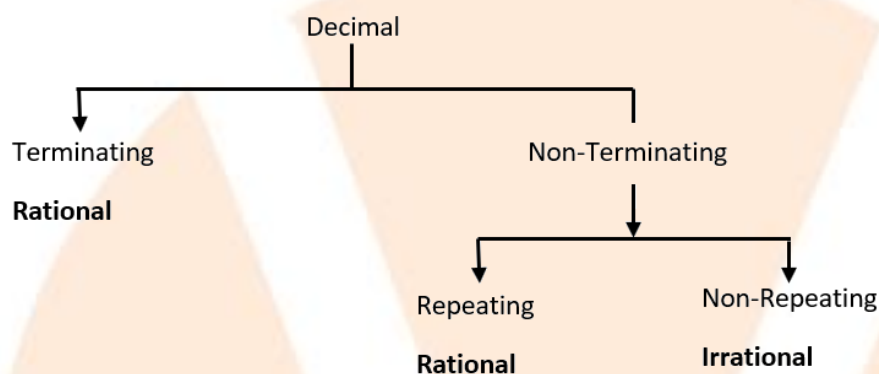 Decimal
Terminating
Non-Terminating
Rational
Repeating
Non-Repeating
Rational
Irrational